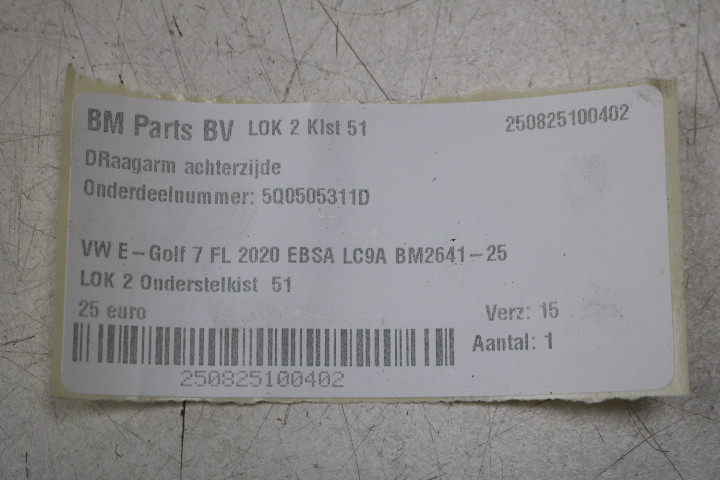 BM Parts BV LOK 2 Klst 51 250825100402
DRaagarm achterzijde
Onderdeelnummer: 5Q0505311D
VW E-Golf 7 FL 2020 EBSA LC9A BM2641-25
LOK 2 Onderstelkist 51
25 euro Verz: 15
Aantal: 1
250825100402